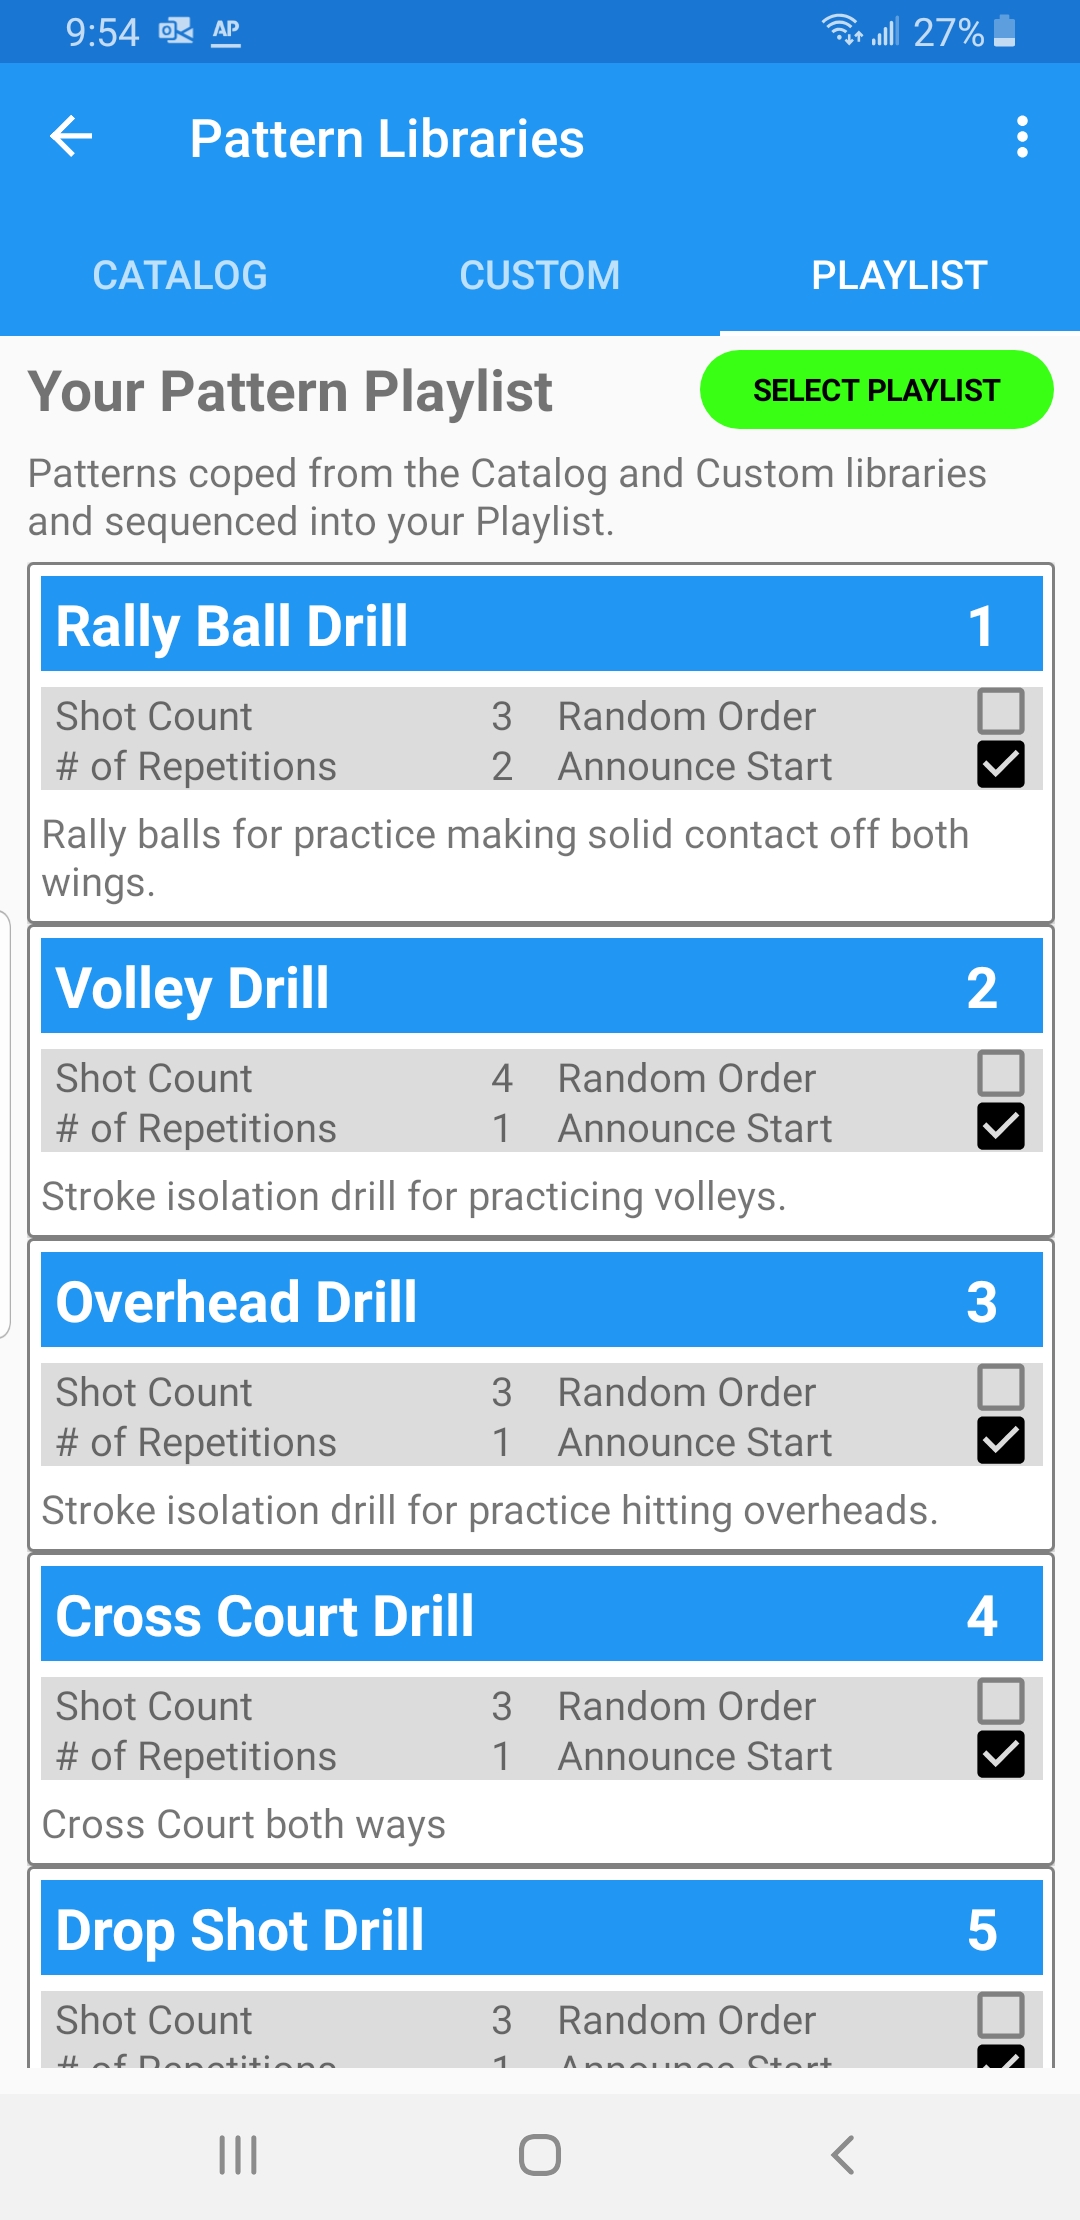 9:54 AP 27%
Pattern Libraries
CATALOG CUSTOM PLAYLIST
Your Pattern Playlist SELECT PLAYLIST
Patterns coped from the Catalog and Custom libraries
and sequenced into your Playlist.
Rally Ball Drill 1
Shot Count 3 Random Order
# of Repetitions 2 Announce Start
Rally balls for practice making solid contact off both
wings.
Volley Drill 2
Shot Count 4 Random Order
# of Repetitions 1 Announce Start
Stroke isolation drill for practicing volleys.
Overhead Drill 3
Shot Count 3 Random Order
# of Repetitions 1 Announce Start
Stroke isolation drill for practice hitting overheads.
Cross Court Drill 4
Shot Count 3 Random Order
# of Repetitions 1 Announce Start
Cross Court both ways
Drop Shot Drill 5
Shot Count 3 Random Order
# of Repetitions 1 Announce Start